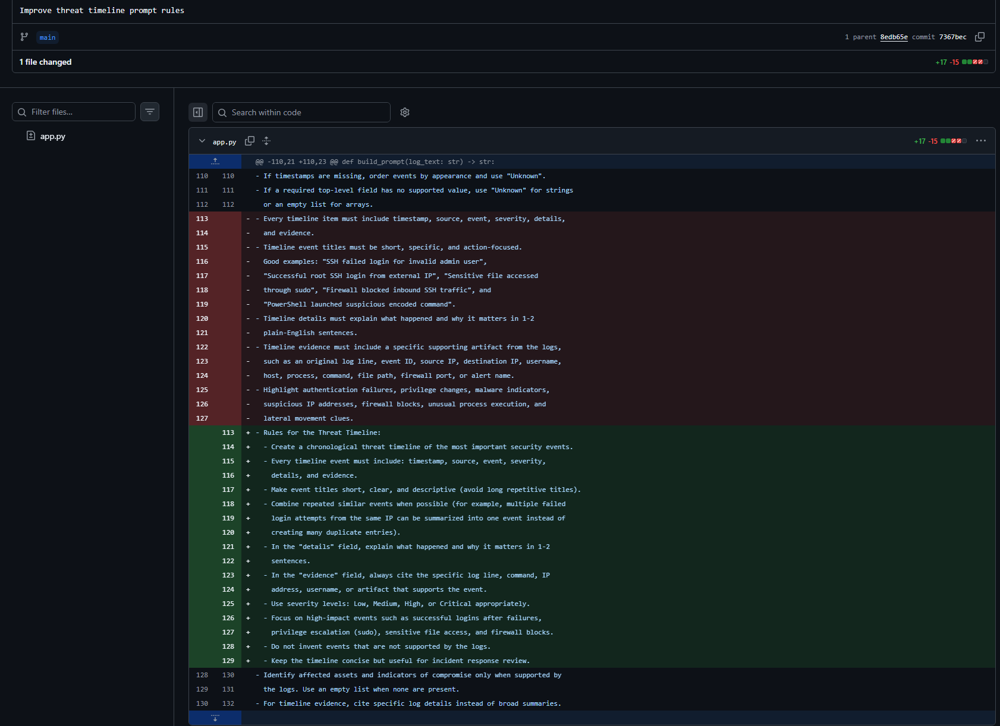 Improve threat timeline prompt rules
main
1 parent 8edb65e commit 7367bec
1 file changed
+17 -15
Filter files...
Search within code
app.py
app.py
+17 -15
@@ -110,21 +110,23 @@ def build_prompt(log_text: str) -> str:
110 110 - If timestamps are missing, order events by appearance and use "Unknown".
111 111 - If a required top-level field has no supported value, use "Unknown" for strings
112 112 or an empty list for arrays.
113 - - Every timeline item must include timestamp, source, event, severity, details,
114 - and evidence.
115 - - Timeline event titles must be short, specific, and action-focused.
116 - Good examples: "SSH failed login for invalid admin user",
117 - "Successful root SSH login from external IP", "Sensitive file accessed
118 - through sudo", "Firewall blocked inbound SSH traffic", and
119 - "PowerShell launched suspicious encoded command".
120 - - Timeline details must explain what happened and why it matters in 1-2
121 - plain-English sentences.
122 - - Timeline evidence must include a specific supporting artifact from the logs,
123 - such as an original log line, event ID, source IP, destination IP, username,
124 - host, process, command, file path, firewall port, or alert name.
125 - - Highlight authentication failures, privilege changes, malware indicators,
126 - suspicious IP addresses, firewall blocks, unusual process execution, and
127 - lateral movement clues.
113 + - Rules for the Threat Timeline:
114 + - Create a chronological threat timeline of the most important security events.
115 + - Every timeline event must include: timestamp, source, event, severity,
116 + details, and evidence.
117 + - Make event titles short, clear, and descriptive (avoid long repetitive titles).
118 + - Combine repeated similar events when possible (for example, multiple failed
119 + login attempts from the same IP can be summarized into one event instead of
120 + creating many duplicate entries).
121 + - In the "details" field, explain what happened and why it matters in 1-2
122 + sentences.
123 + - In the "evidence" field, always cite the specific log line, command, IP
124 + address, username, or artifact that supports the event.
125 + - Use severity levels: Low, Medium, High, or Critical appropriately.
126 + - Focus on high-impact events such as successful logins after failures,
127 + privilege escalation (sudo), sensitive file access, and firewall blocks.
128 + - Do not invent events that are not supported by the logs.
129 + - Keep the timeline concise but useful for incident response review.
128 130 - Identify affected assets and indicators of compromise only when supported by
129 131 the logs. Use an empty list when none are present.
130 132 - For timeline evidence, cite specific log details instead of broad summaries.